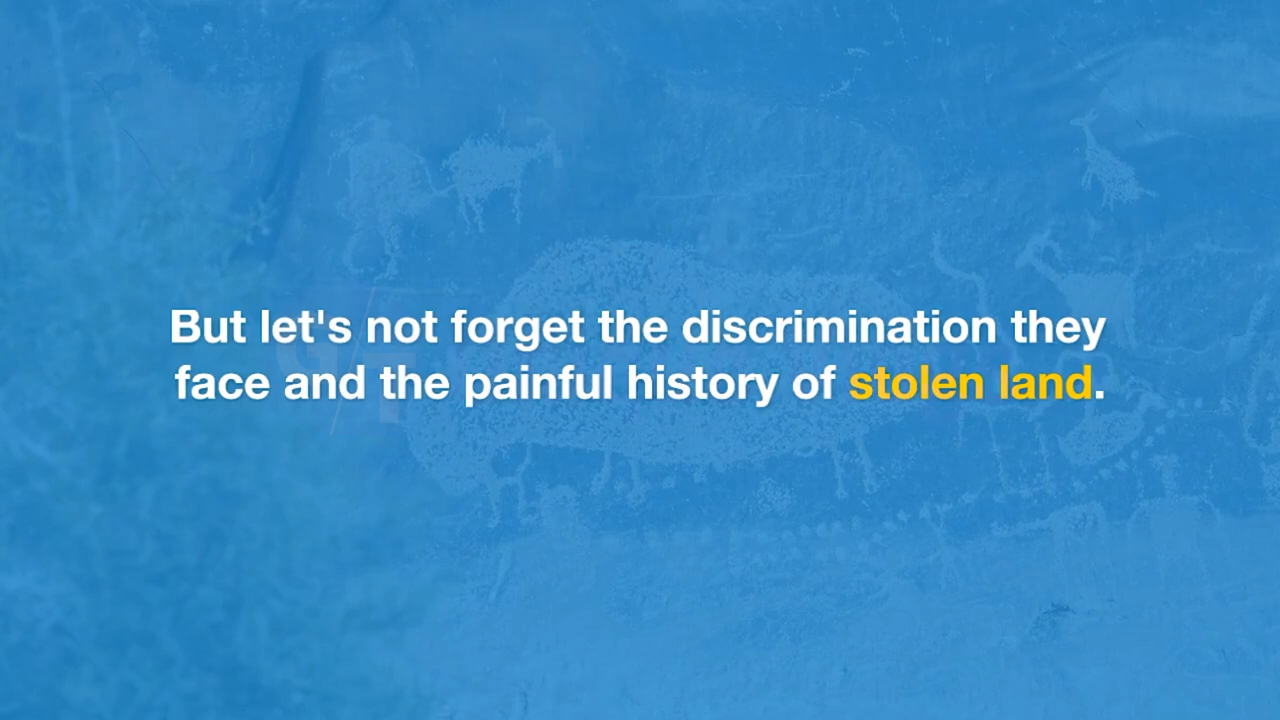 But let's not forget the discrimination they
face and the painful history of stolen land.